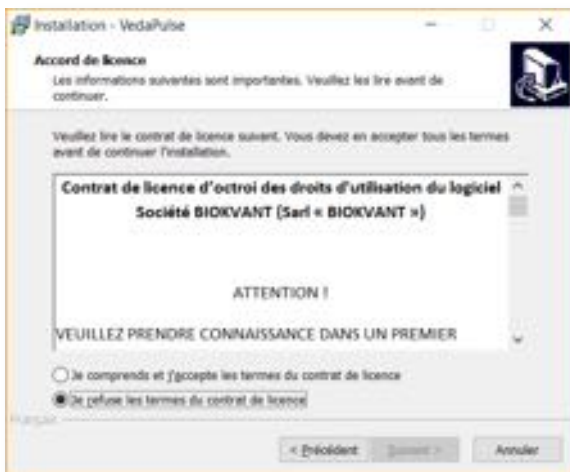 Installation - VedaPulse
Accord de licence
Les informations suivantes sont importantes. Veuillez les lire avant de
continuer.
Veuillez lire le contrat de licence suivant. Vous devez en accepter tous les termes
avant de continuer l'installation.
Contrat de licence d'octroi des droits d'utilisation du logiciel
Société BIOKVANT (Sarl « BIOKVANT »)
ATTENTION !
VEUILLEZ PRENDRE CONNAISSANCE DANS UN PREMIER
Je comprends et j'accepte les termes du contrat de licence
Je refuse les termes du contrat de licence
Français
< Précédent Suivant > Annuler